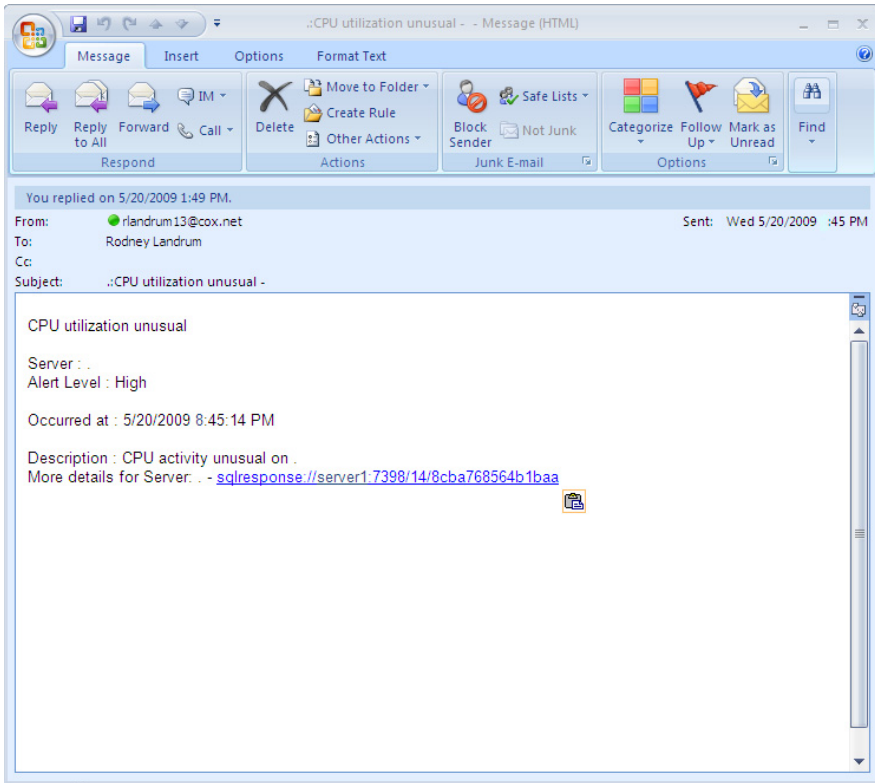 .:CPU utilization unusual - - Message (HTML)
Message Insert Options Format Text
Reply Reply to All Forward IM Call Delete Move to Folder Create Rule Other Actions Block Sender Safe Lists Not Junk Categorize Follow Up Mark as Unread Find
Respond Actions Junk E-mail Options
You replied on 5/20/2009 1:49 PM.
From: rlandrum13@cox.net Sent: Wed 5/20/2009 :45 PM
To: Rodney Landrum
Cc:
Subject: .:CPU utilization unusual -
CPU utilization unusual
Server : .
Alert Level : High
Occurred at : 5/20/2009 8:45:14 PM
Description : CPU activity unusual on .
More details for Server: . - sqlresponse://server1:7398/14/8cba768564b1baa